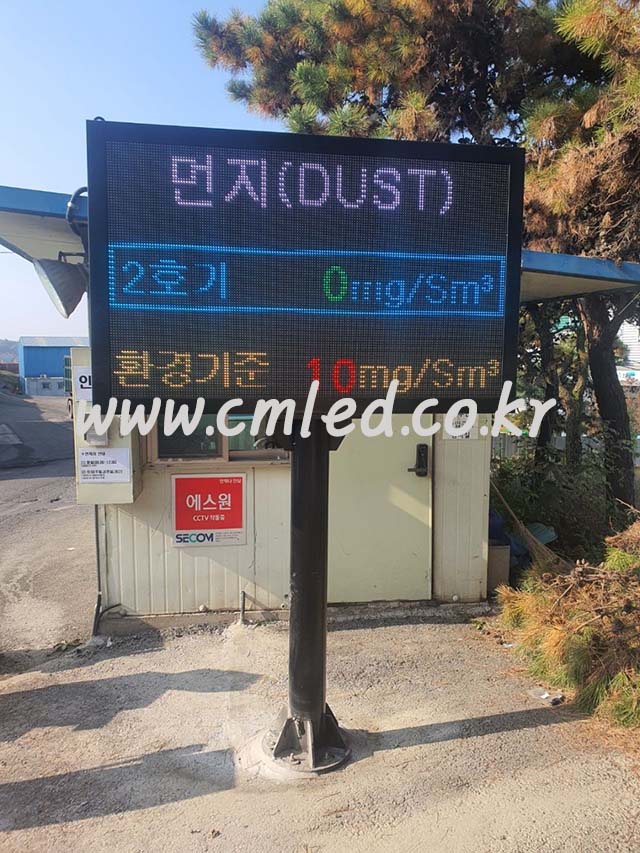 먼지(DUST)
2호기 0mg/Sm³
환경기준 10mg/Sm³
www.cmled.co.kr
에스원
CCTV 작동중
SECOM